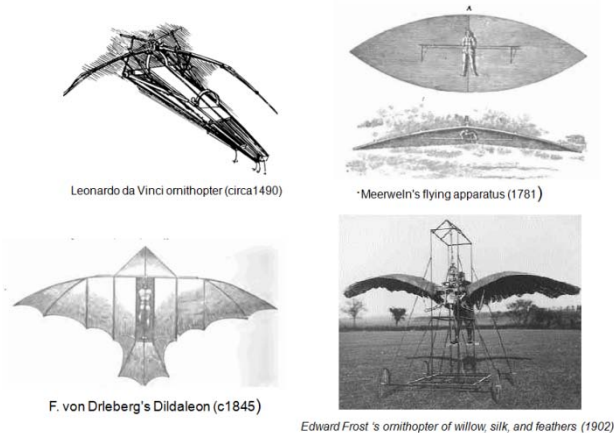 A
Leonardo da Vinci ornithopter (circa1490)
‘Meerweln's flying apparatus (1781)
F. von Drleberg's Dildaleon (c1845)
Edward Frost ‘s ornithopter of willow, silk, and feathers (1902)